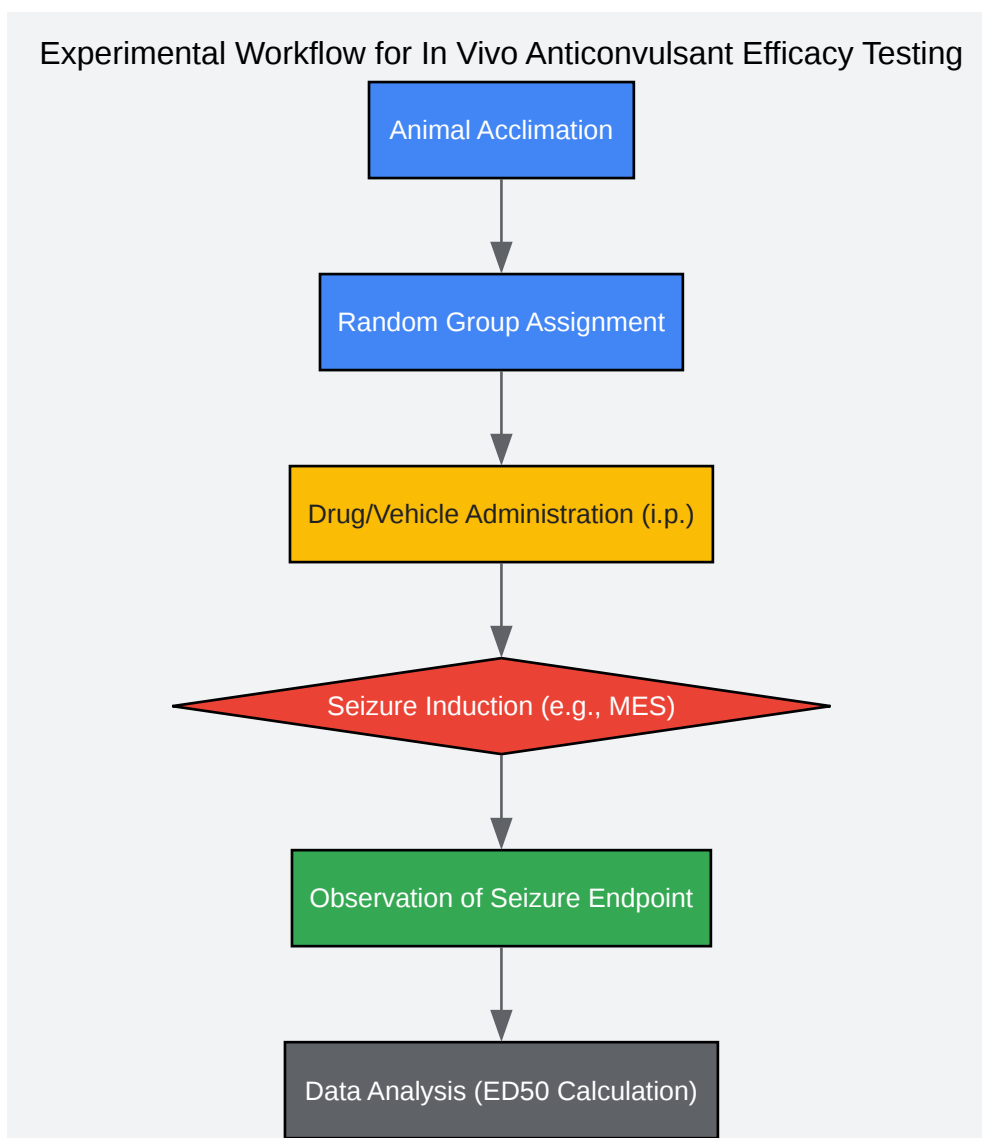 Experimental Workflow for In Vivo Anticonvulsant Efficacy Testing
Animal Acclimation
Random Group Assignment
Drug/Vehicle Administration (i.p.)
Seizure Induction (e.g., MES)
Observation of Seizure Endpoint
Data Analysis (ED50 Calculation)